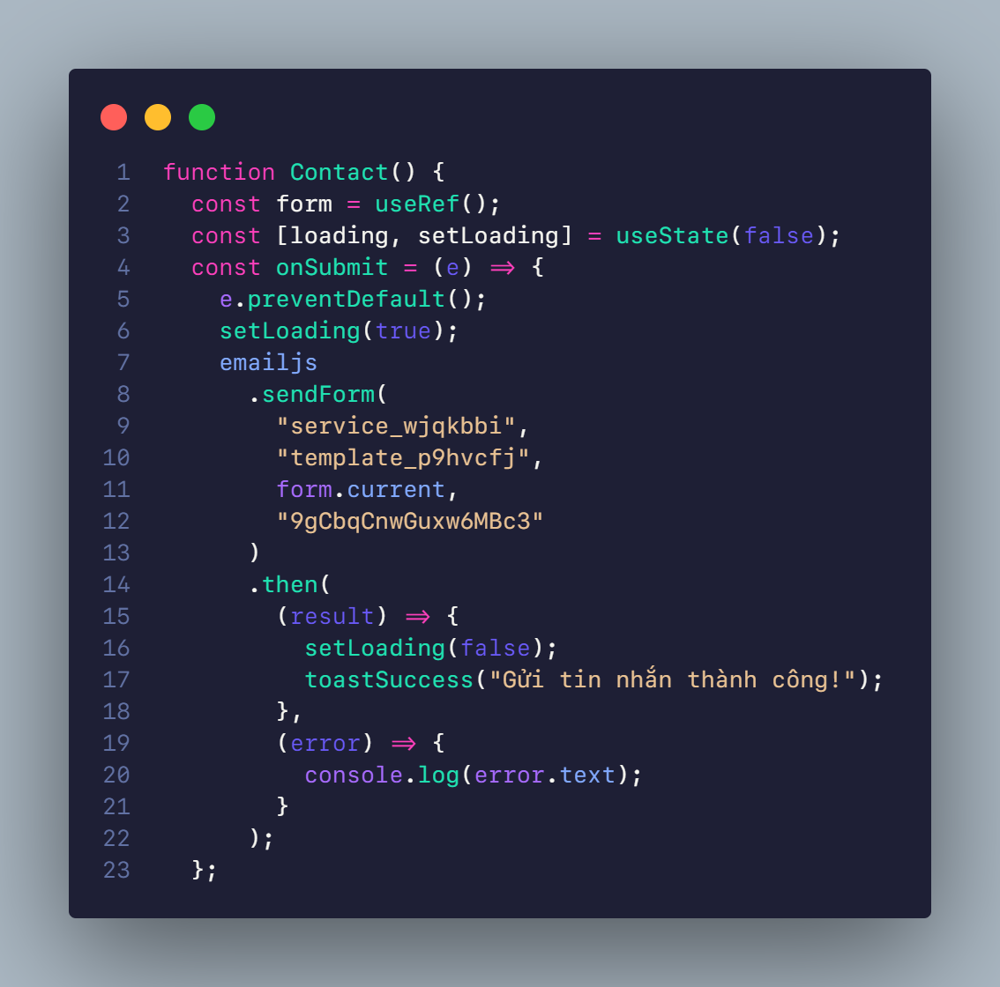 1 function Contact() {
2 const form = useRef();
3 const [loading, setLoading] = useState(false);
4 const onSubmit = (e) => {
5 e.preventDefault();
6 setLoading(true);
7 emailjs
8 .sendForm(
9 "service_wjqkbbi",
10 "template_p9hvcfj",
11 form.current,
12 "9gCbqCnwGuxw6MBc3"
13 )
14 .then(
15 (result) => {
16 setLoading(false);
17 toastSuccess("Gửi tin nhắn thành công!");
18 },
19 (error) => {
20 console.log(error.text);
21 }
22 );
23 };